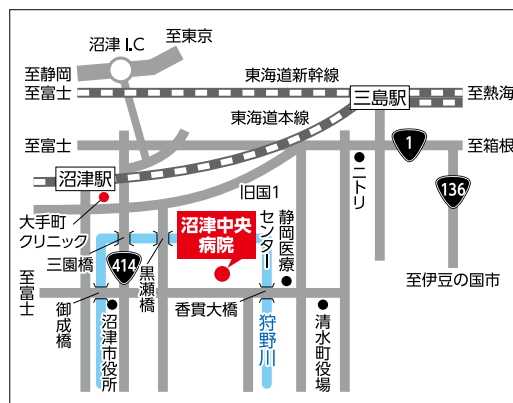 沼津I.C
至東京
至静岡
至富士
東海道新幹線
三島駅
至熱海
東海道本線
至富士
1
至箱根
沼津駅
ニトリ
136
旧国1
大手町
クリニック
沼津中央
病院
静岡医療
センター
三園橋
414
黒瀬橋
至伊豆の国市
至富士
御成橋
沼津市役所
香貫大橋
狩野川
清水町役場